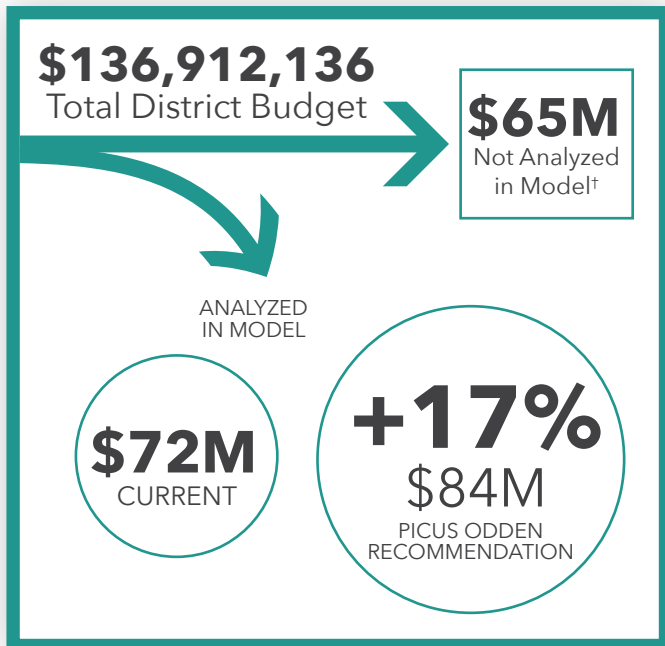 $136,912,136
Total District Budget
$65M
Not Analyzed
in Model†
ANALYZED
IN MODEL
$72M
CURRENT
+17%
$84M
PICUS ODDEN
RECOMMENDATION